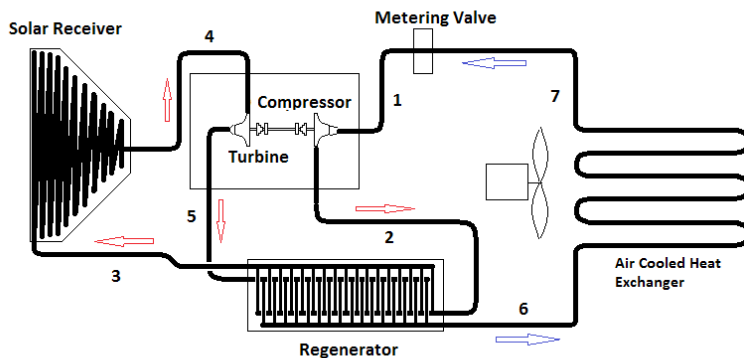 Metering Valve
Solar Receiver
4
Compressor
1
7
Turbine
5
2
3
Air Cooled Heat
Exchanger
6
Regenerator